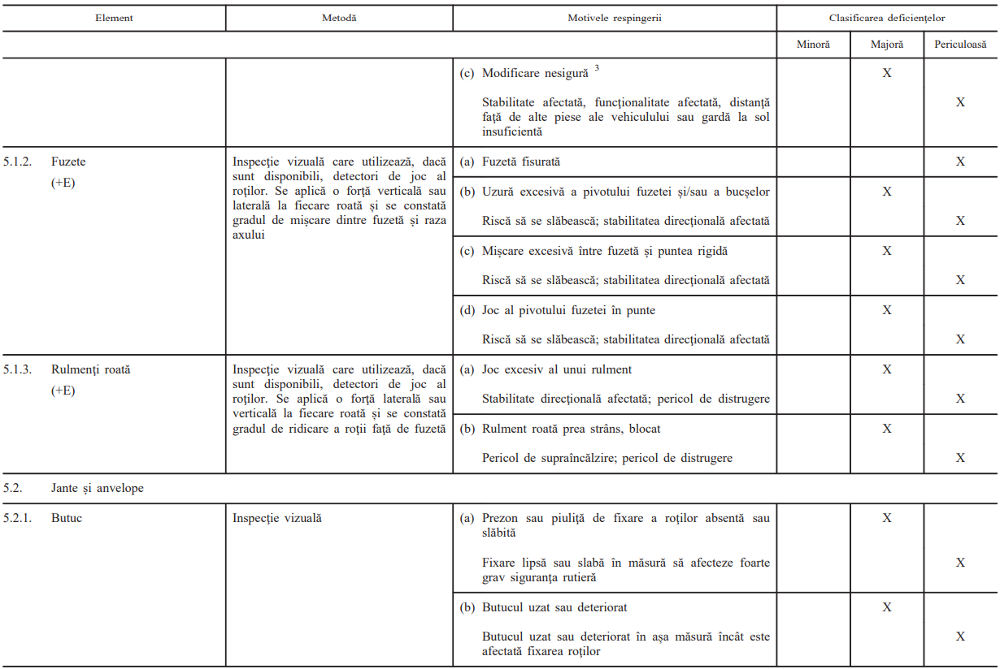 Element Metodă Motivele respingerii Clasificarea deficiențelor
Minoră Majoră Periculoasă
(c) Modificare nesigură 3 X
Stabilitate afectată, funcționalitate afectată, distanță X
față de alte piese ale vehiculului sau gardă la sol
insuficientă
5.1.2. Fuzete
(+E)
Inspecție vizuală care utilizează, dacă
sunt disponibili, detectori de joc al
roților. Se aplică o forță verticală sau
laterală la fiecare roată și se constată
gradul de mișcare dintre fuzetă și raza
axului
(a) Fuzetă fisurată X
(b) Uzură excesivă a pivotului fuzetei și/sau a bucșelor X
Riscă să se slăbească; stabilitatea direcțională afectată X
(c) Mișcare excesivă între fuzetă și puntea rigidă X
Riscă să se slăbească; stabilitatea direcțională afectată X
(d) Joc al pivotului fuzetei în punte X
Riscă să se slăbească; stabilitatea direcțională afectată X
5.1.3. Rulmenți roată
(+E)
Inspecție vizuală care utilizează, dacă
sunt disponibili, detectori de joc al
roților. Se aplică o forță laterală sau
verticală la fiecare roată și se constată
gradul de ridicare a roții față de fuzetă
(a) Joc excesiv al unui rulment X
Stabilitate direcțională afectată; pericol de distrugere X
(b) Rulment roată prea strâns, blocat X
Pericol de supraîncălzire; pericol de distrugere X
5.2. Jante și anvelope
5.2.1. Butuc
Inspecție vizuală
(a) Prezon sau piuliță de fixare a roților absentă sau X
slăbită
Fixare lipsă sau slabă în măsură să afecteze foarte X
grav siguranța rutieră
(b) Butucul uzat sau deteriorat X
Butucul uzat sau deteriorat în așa măsură încât este X
afectată fixarea roților